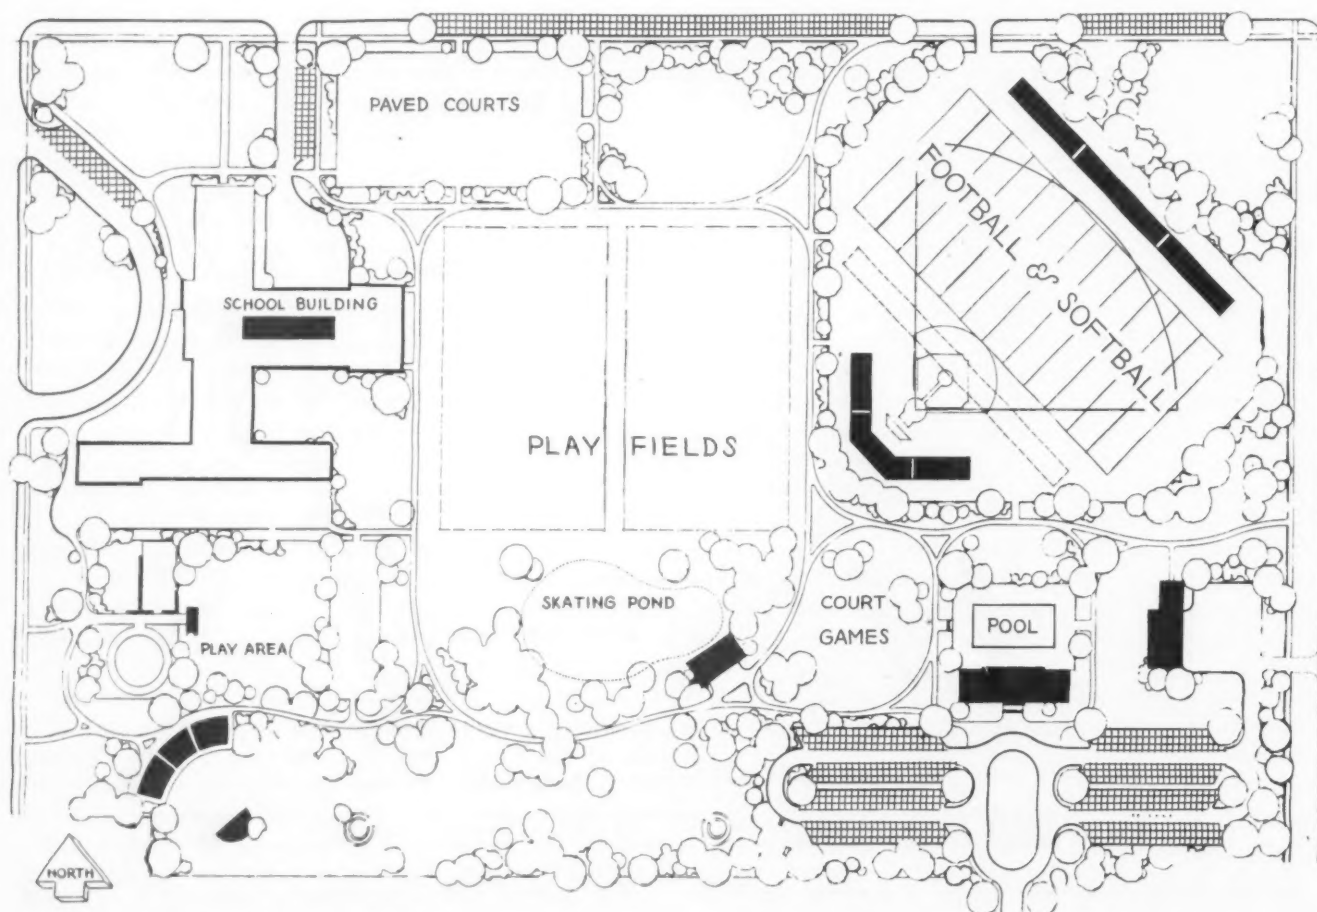 PAVED COURTS
FOOTBALL & SOFTBALL
SCHOOL BUILDING
PLAY FIELDS
SKATING POND
COURT
GAMES
POOL
PLAY AREA
NORTH